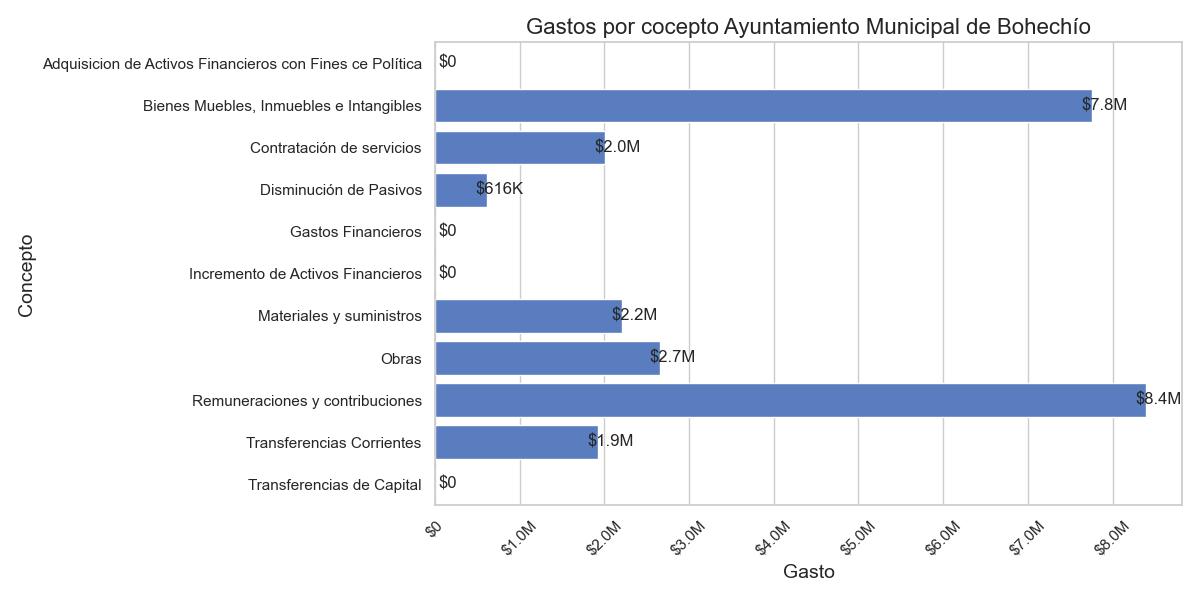 Gastos por cocepto Ayuntamiento Municipal de Bohechío
Concepto
Adquisicion de Activos Financieros con Fines ce Política $0
Bienes Muebles, Inmuebles e Intangibles $7.8M
Contratación de servicios $2.0M
Disminución de Pasivos $616K
Gastos Financieros $0
Incremento de Activos Financieros $0
Materiales y suministros $2.2M
Obras $2.7M
Remuneraciones y contribuciones $8.4M
Transferencias Corrientes $1.9M
Transferencias de Capital $0
$0 $1.0M $2.0M $3.0M $4.0M $5.0M $6.0M $7.0M $8.0M
Gasto